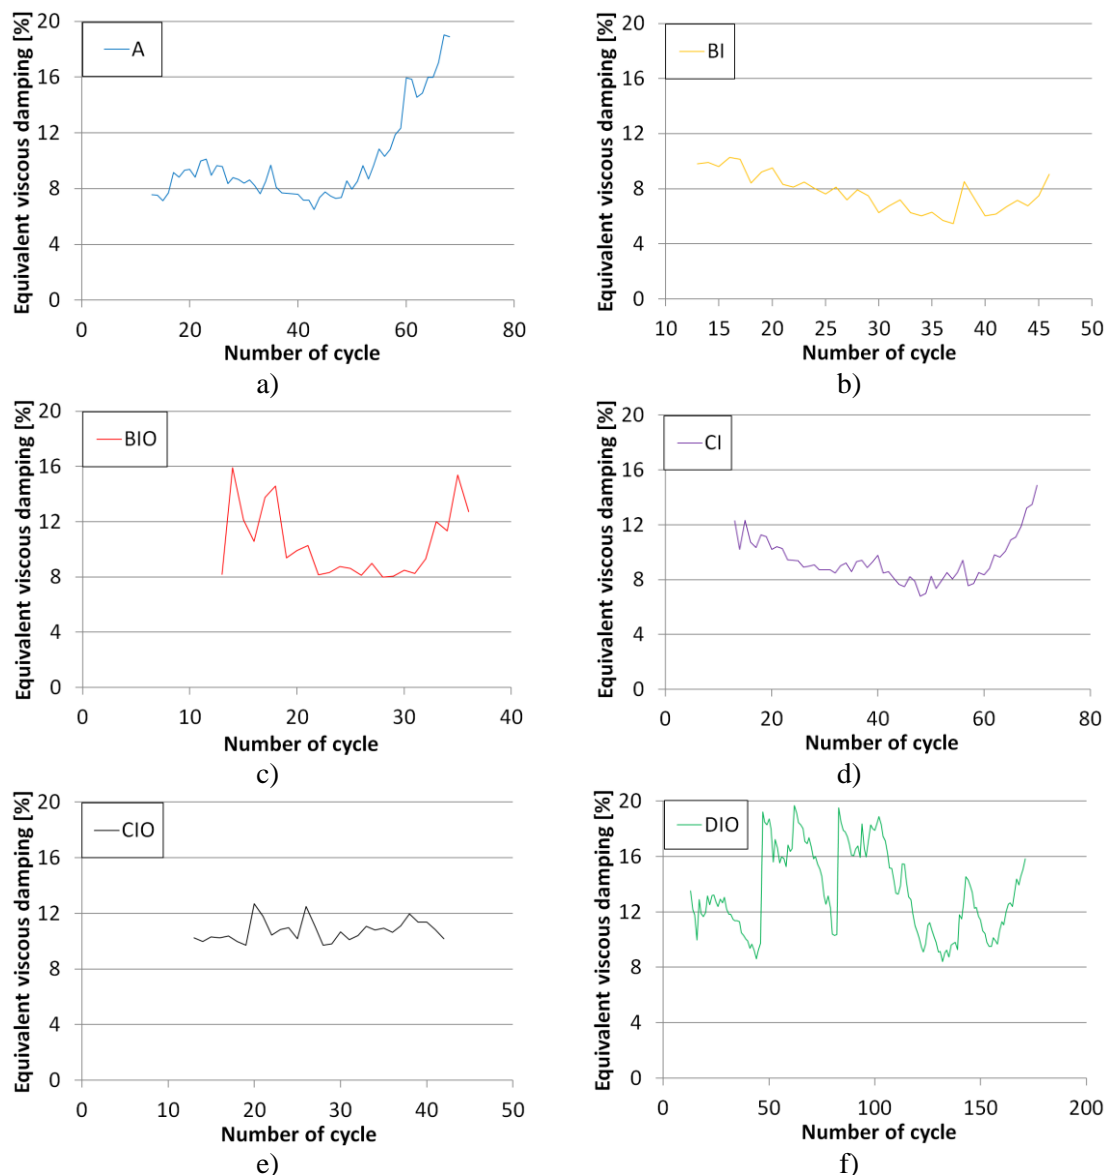 Equivalent viscous damping [%]
20
16
12
8
4
0
A
0
20
40
60
80
Number of cycle
a)
Equivalent viscous damping [%]
20
16
12
8
4
0
BI
10
15
20
25
30
35
40
45
50
Number of cycle
b)
Equivalent viscous damping [%]
20
16
12
8
4
0
BIO
0
10
20
30
40
Number of cycle
c)
Equivalent viscous damping [%]
20
16
12
8
4
0
CI
0
20
40
60
80
Number of cycle
d)
Equivalent viscous damping [%]
20
16
12
8
4
0
CIO
0
10
20
30
40
50
Number of cycle
e)
Equivalent viscous damping [%]
20
16
12
8
4
0
DIO
0
50
100
150
200
Number of cycle
f)